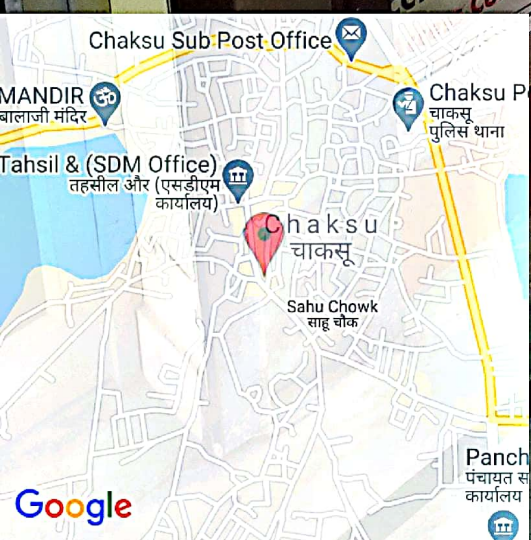 Chaksu Sub Post Office
MANDIR
बालाजी मंदिर
Chaksu P
चाकसू
पुलिस थाना
Tahsil & (SDM Office)
तहसील और (एसडीएम
कार्यालय)
Chaksu
चाकसू
Sahu Chowk
साहू चौक
Panch
पंचायत स
कार्यालय
Google